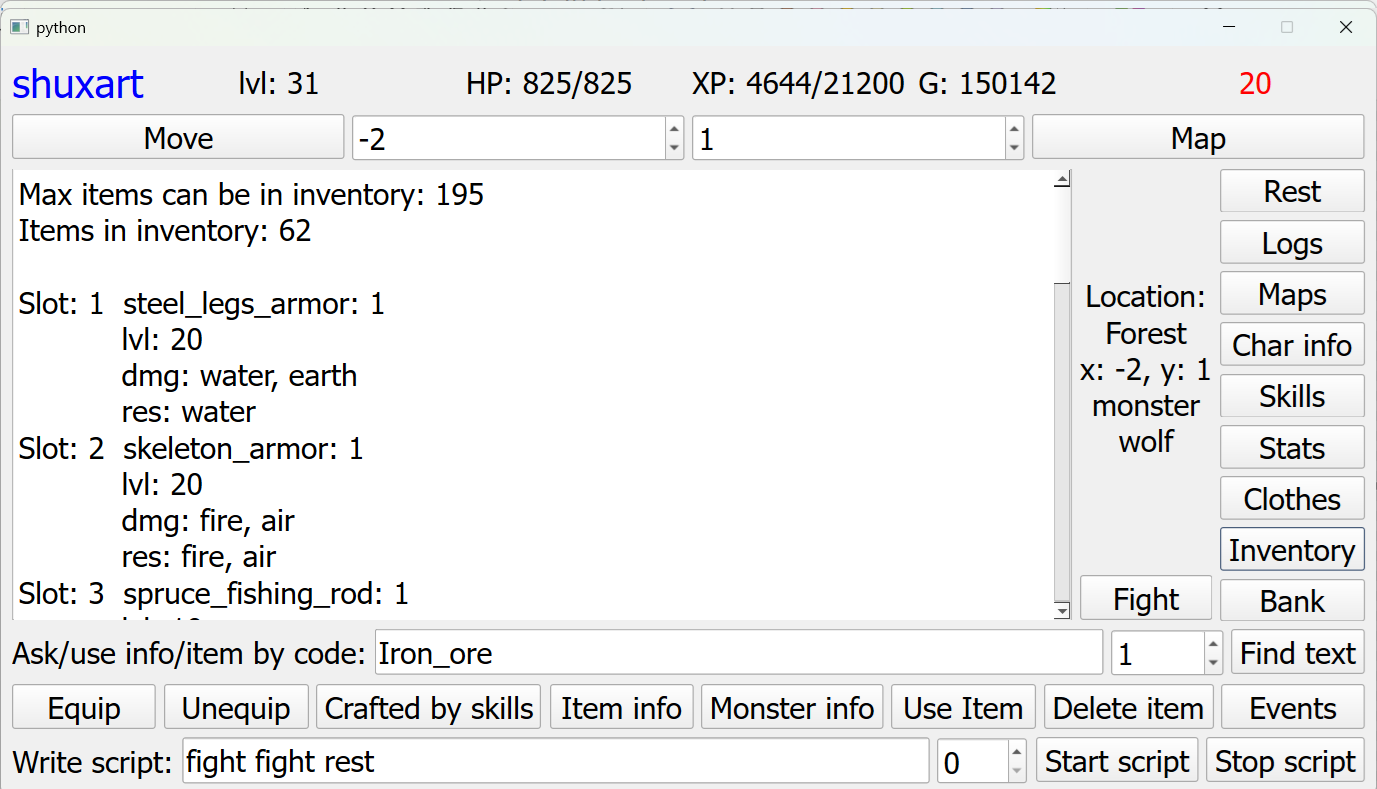 python
shuxart lvl: 31 HP: 825/825 XP: 4644/21200 G: 150142 20
Move -2 1 Map
Max items can be in inventory: 195
Items in inventory: 62
Slot: 1 steel_legs_armor: 1
lvl: 20
dmg: water, earth
res: water
Slot: 2 skeleton_armor: 1
lvl: 20
dmg: fire, air
res: fire, air
Slot: 3 spruce_fishing_rod: 1
Location:
Forest
x: -2, y: 1
monster
wolf
Fight
Rest
Logs
Maps
Char info
Skills
Stats
Clothes
Inventory
Bank
Ask/use info/item by code: Iron_ore 1 Find text
Equip Unequip Crafted by skills Item info Monster info Use Item Delete item Events
Write script: fight fight rest 0 Start script Stop script